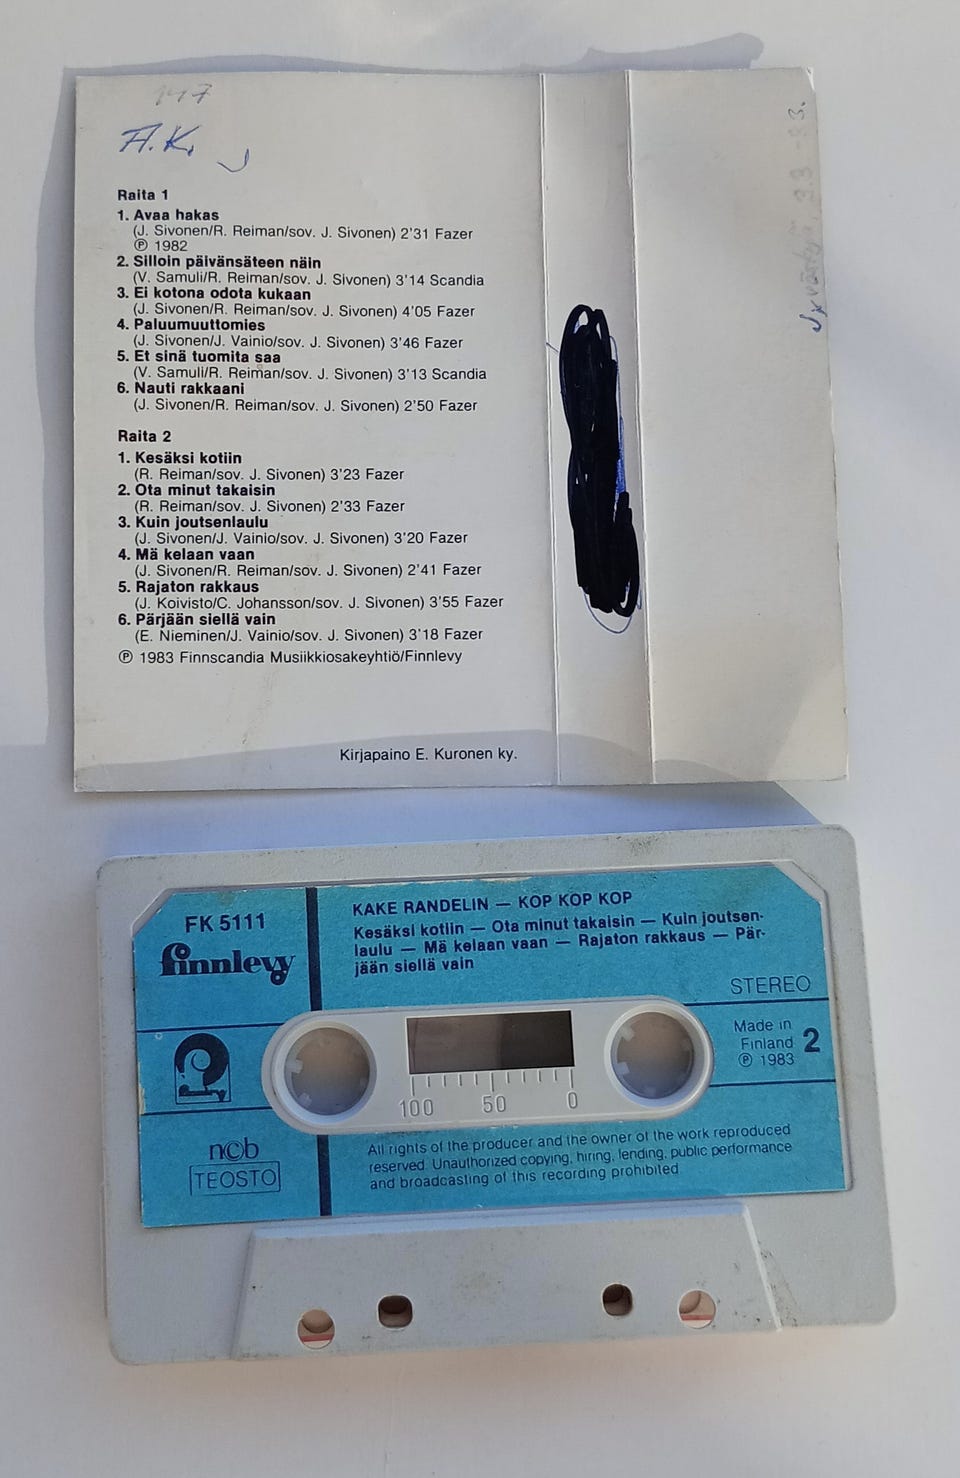 147
A.K.
Raita 1
1. Avaa hakas
(J. Sivonen/R. Reiman/sov. J. Sivonen) 2'31 Fazer
℗ 1982
2. Silloin päivänsäteen näin
(V. Samuli/R. Reiman/sov. J. Sivonen) 3'14 Scandia
3. Ei kotona odota kukaan
(J. Sivonen/R. Reiman/sov. J. Sivonen) 4'05 Fazer
4. Paluumuuttomies
(J. Sivonen/J. Vainio/sov. J. Sivonen) 3'46 Fazer
5. Et sinä tuomita saa
(V. Samuli/R. Reiman/sov. J. Sivonen) 3'13 Scandia
6. Nauti rakkaani
(J. Sivonen/R. Reiman/sov. J. Sivonen) 2'50 Fazer
Raita 2
1. Kesäksi kotiin
(R. Reiman/sov. J. Sivonen) 3'23 Fazer
2. Ota minut takaisin
(R. Reiman/sov. J. Sivonen) 2'33 Fazer
3. Kuin joutsenlaulu
(J. Sivonen/J. Vainio/sov. J. Sivonen) 3'20 Fazer
4. Mä kelaan vaan
(J. Sivonen/R. Reiman/sov. J. Sivonen) 2'41 Fazer
5. Rajaton rakkaus
(J. Koivisto/C. Johansson/sov. J. Sivonen) 3'55 Fazer
6. Pärjään siellä vain
(E. Nieminen/J. Vainio/sov. J. Sivonen) 3'18 Fazer
℗ 1983 Finnscandia Musiikkiosakeyhtiö/Finnlevy
Kirjapaino E. Kuronen ky.
FK 5111
finnlevy
KAKE RANDELIN — KOP KOP KOP
Kesäksi kotiin — Ota minut takaisin — Kuin joutsen-
laulu — Mä kelaan vaan — Rajaton rakkaus — Pär-
jään siellä vain
STEREO
Made in
Finland
℗ 1983
2
100 50 0
ncb
TEOSTO
All rights of the producer and the owner of the work reproduced
reserved. Unauthorized copying, hiring, lending, public performance
and broadcasting of this recording prohibited